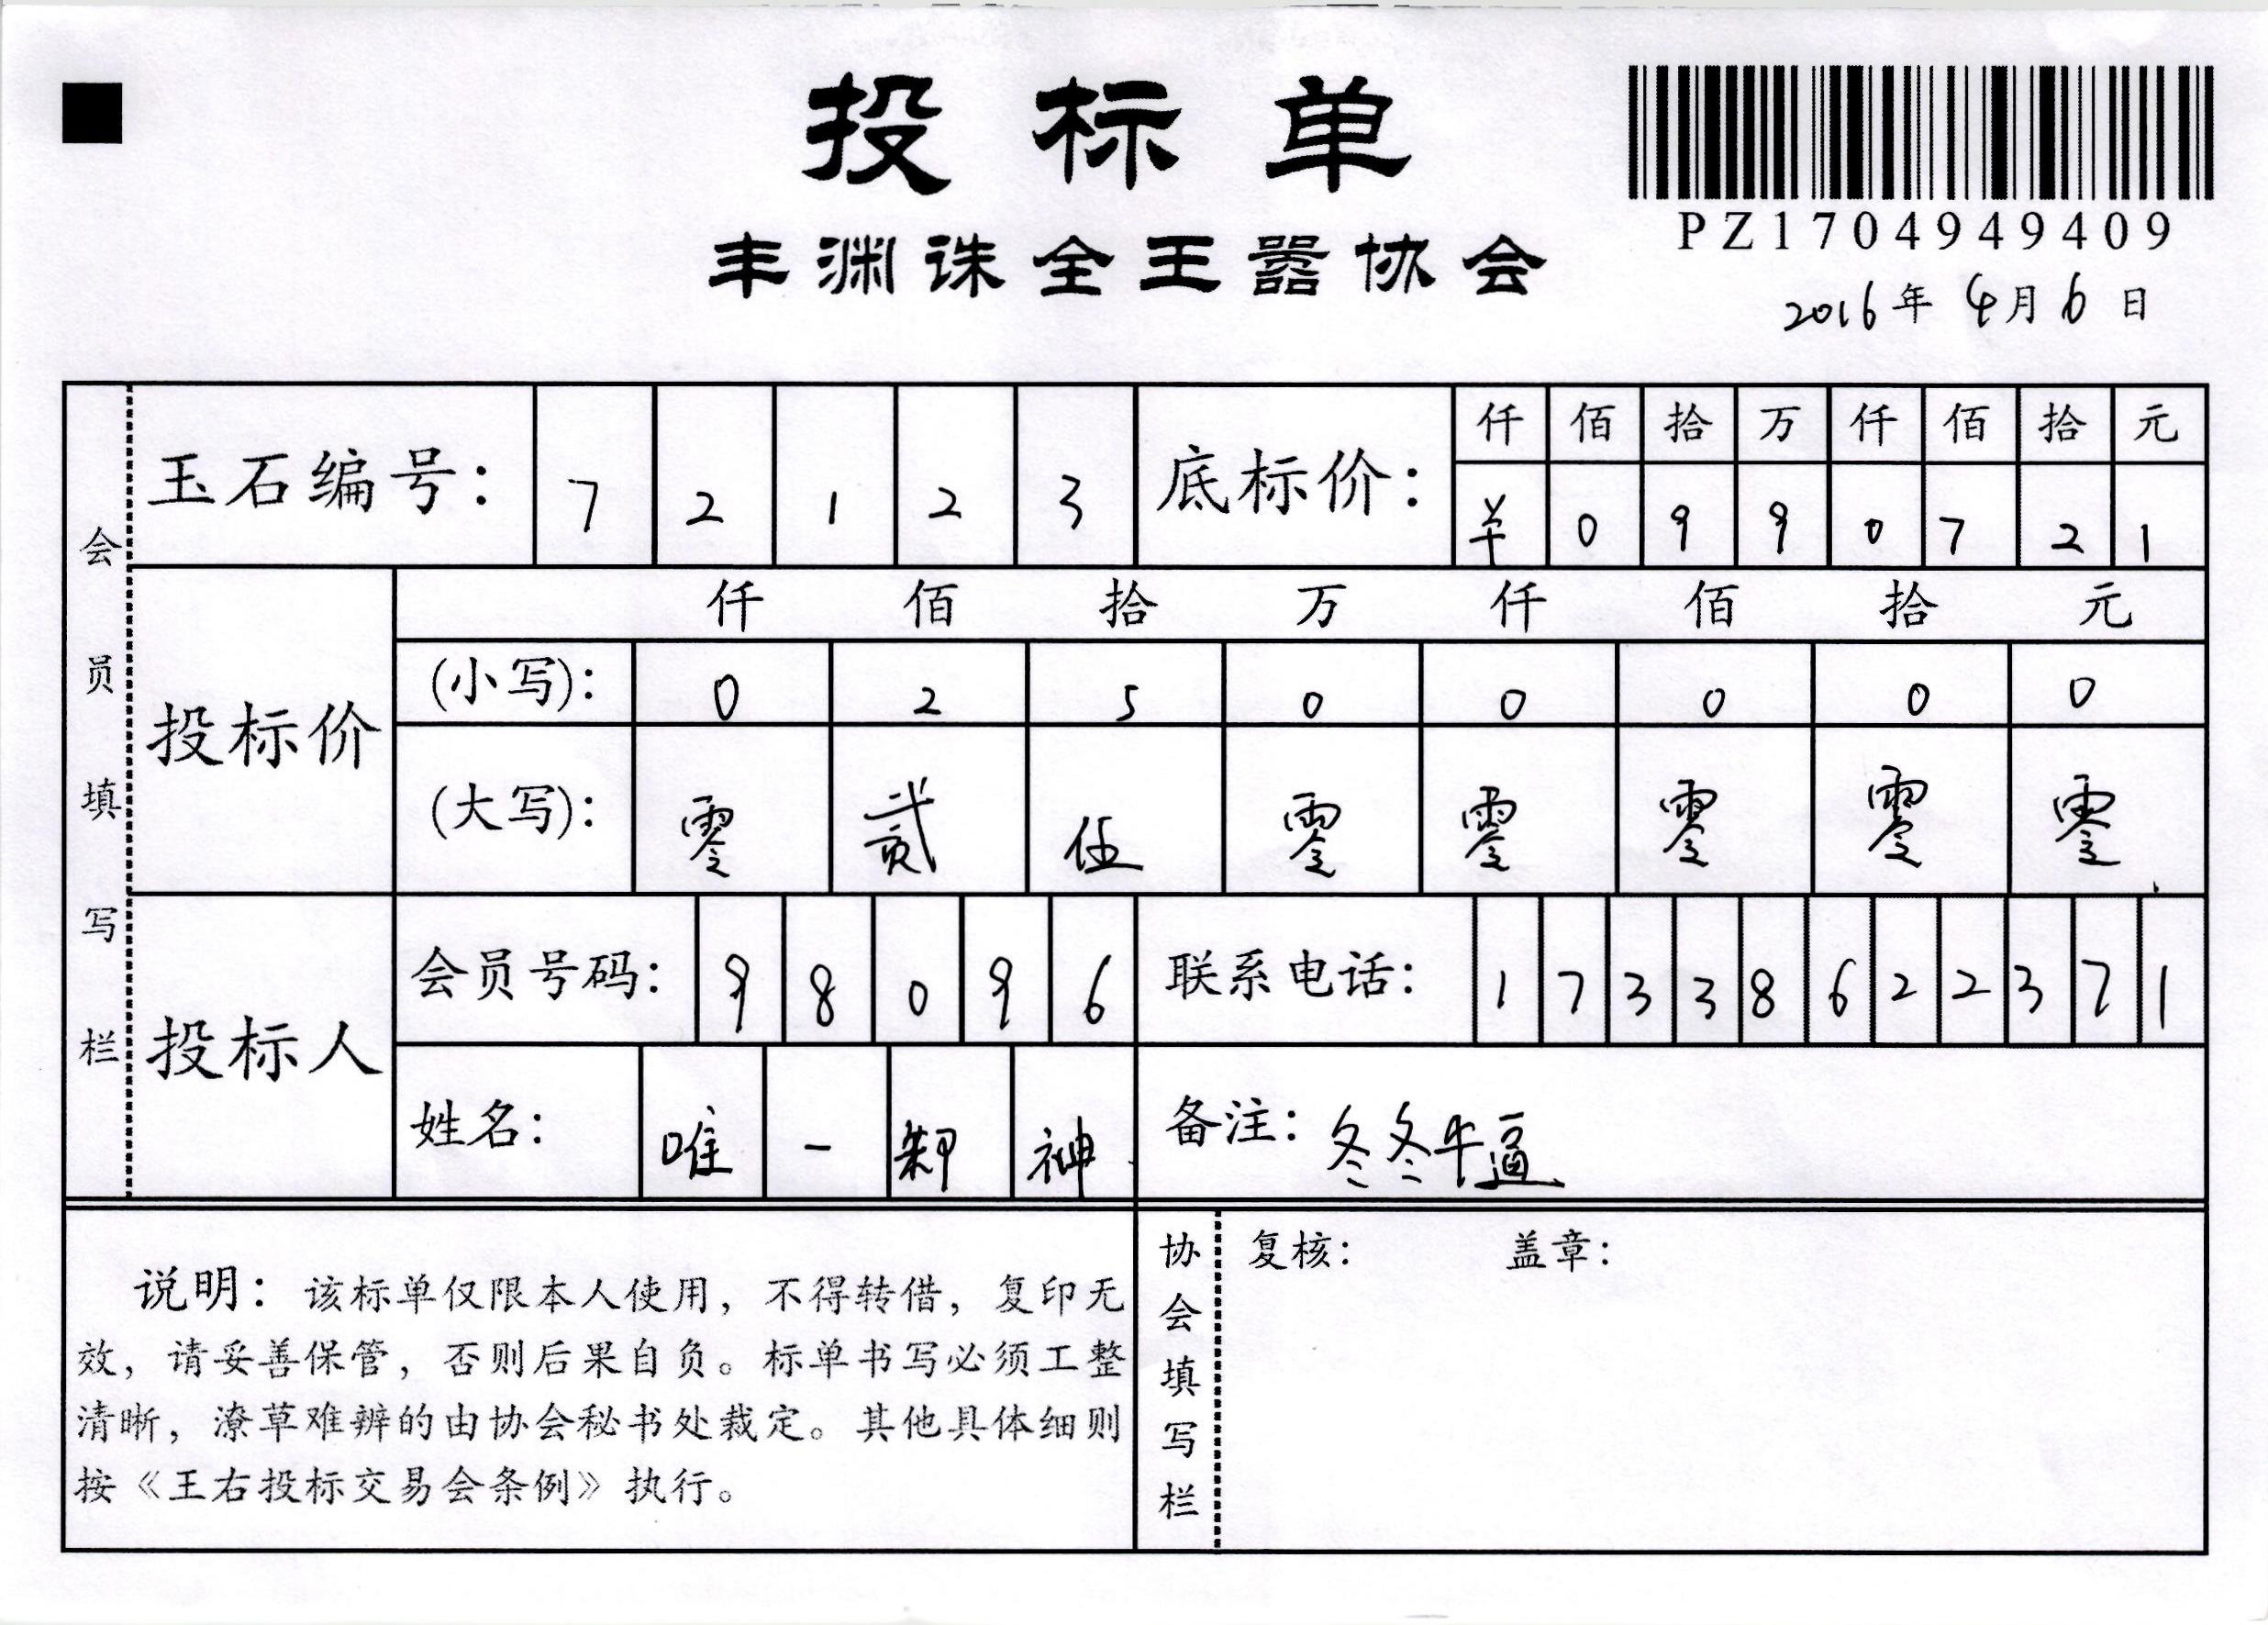 投标单
丰渊诛全王嚣协会
PZ1704949409
2016年4月6日
会员填写栏
玉石编号: 7 2 1 2 3
底标价: 仟 佰 拾 万 仟 佰 拾 元
0 9 9 0 7 2 1
投标价
仟 佰 拾 万 仟 佰 拾 元
(小写): 0 2 5 0 0 0 0 0
(大写): 零 贰 伍 零 零 零 零 零
投标人
会员号码: 9 8 0 9 6
联系电话: 1 7 3 3 8 6 2 2 3 7 1
姓名: 唯 一 神
备注: 冬冬牛逼
说明: 该标单仅限本人使用，不得转借，复印无
效，请妥善保管，否则后果自负。标单书写必须工整
清晰，潦草难辨的由协会秘书处裁定。其他具体细则
按《王右投标交易会条例》执行。
协会填写栏
复核: 盖章: